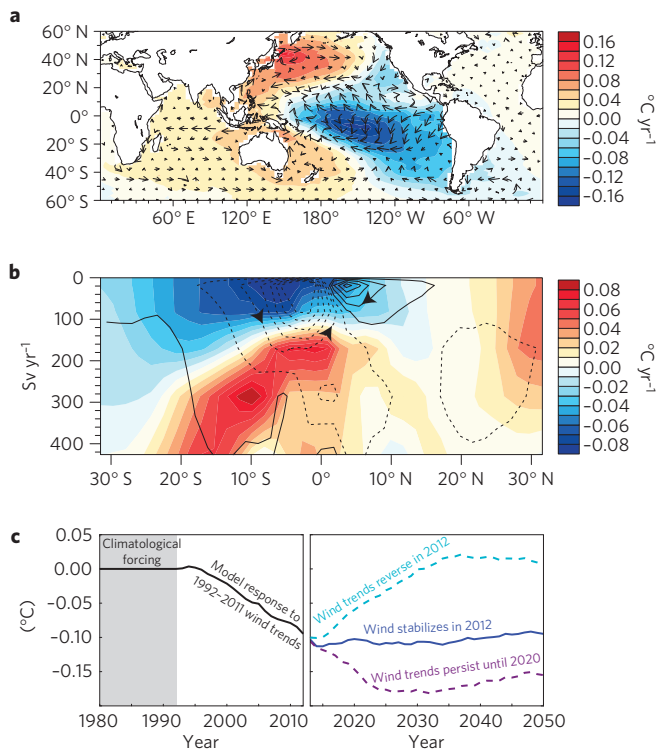 a
60° N
40° N
20° N
0°
20° S
40° S
60° S
60° E 120° E 180° 120° W 60° W
0.16
0.12
0.08
0.04
0.00
−0.04
−0.08
−0.12
−0.16
°C yr⁻¹
b
0
100
200
300
400
Sv yr⁻¹
30° S 20° S 10° S 0° 10° N 20° N 30° N
0.08
0.06
0.04
0.02
0.00
−0.02
−0.04
−0.06
−0.08
°C yr⁻¹
c
0.05
0.00
−0.05
−0.10
−0.15
(°C)
Climatological
forcing
Model response to
1992–2011 wind trends
Wind trends reverse in 2012
Wind stabilizes in 2012
Wind trends persist until 2020
1980 1990 2000 2010 2020 2030 2040 2050
Year Year